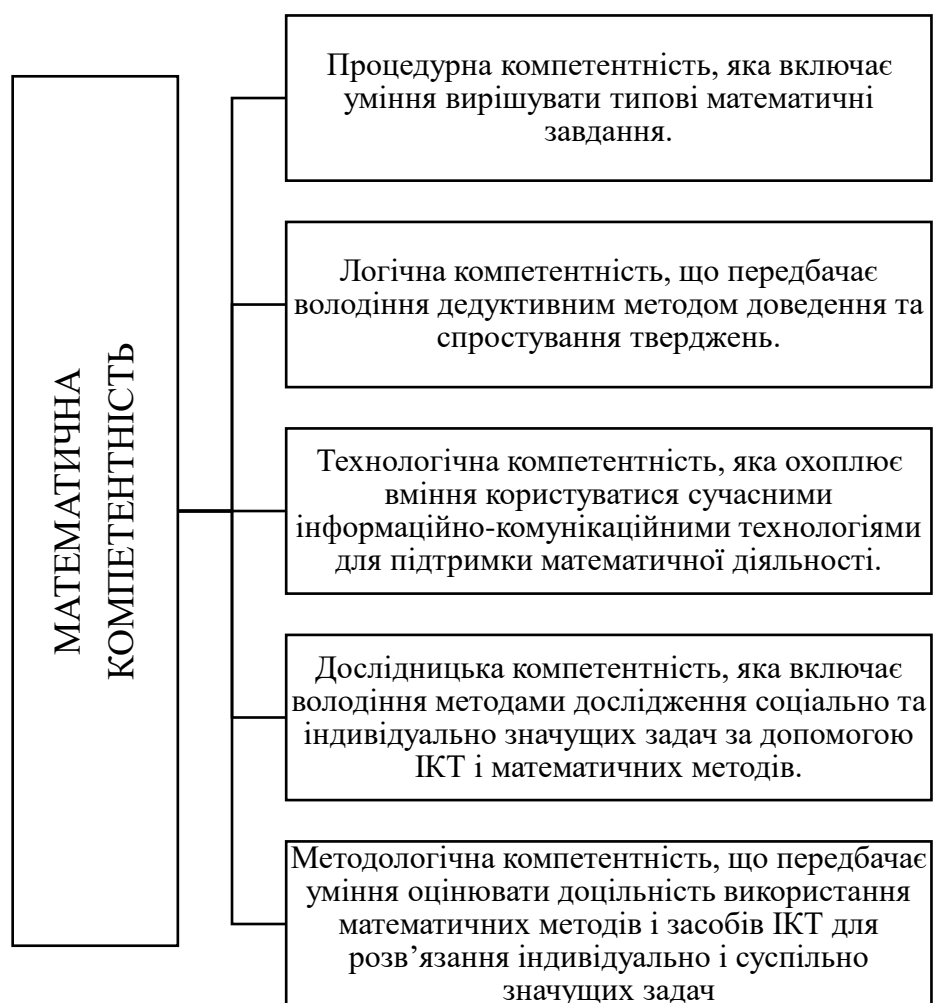 МАТЕМАТИЧНА
КОМПЕТЕНТНІСТЬ
Процедурна компетентність, яка включає
уміння вирішувати типові математичні
завдання.
Логічна компетентність, що передбачає
володіння дедуктивним методом доведення та
спростування тверджень.
Технологічна компетентність, яка охоплює
вміння користуватися сучасними
інформаційно-комунікаційними технологіями
для підтримки математичної діяльності.
Дослідницька компетентність, яка включає
володіння методами дослідження соціально та
індивідуально значущих задач за допомогою
ІКТ і математичних методів.
Методологічна компетентність, що передбачає
уміння оцінювати доцільність використання
математичних методів і засобів ІКТ для
розв’язання індивідуально і суспільно
значущих задач